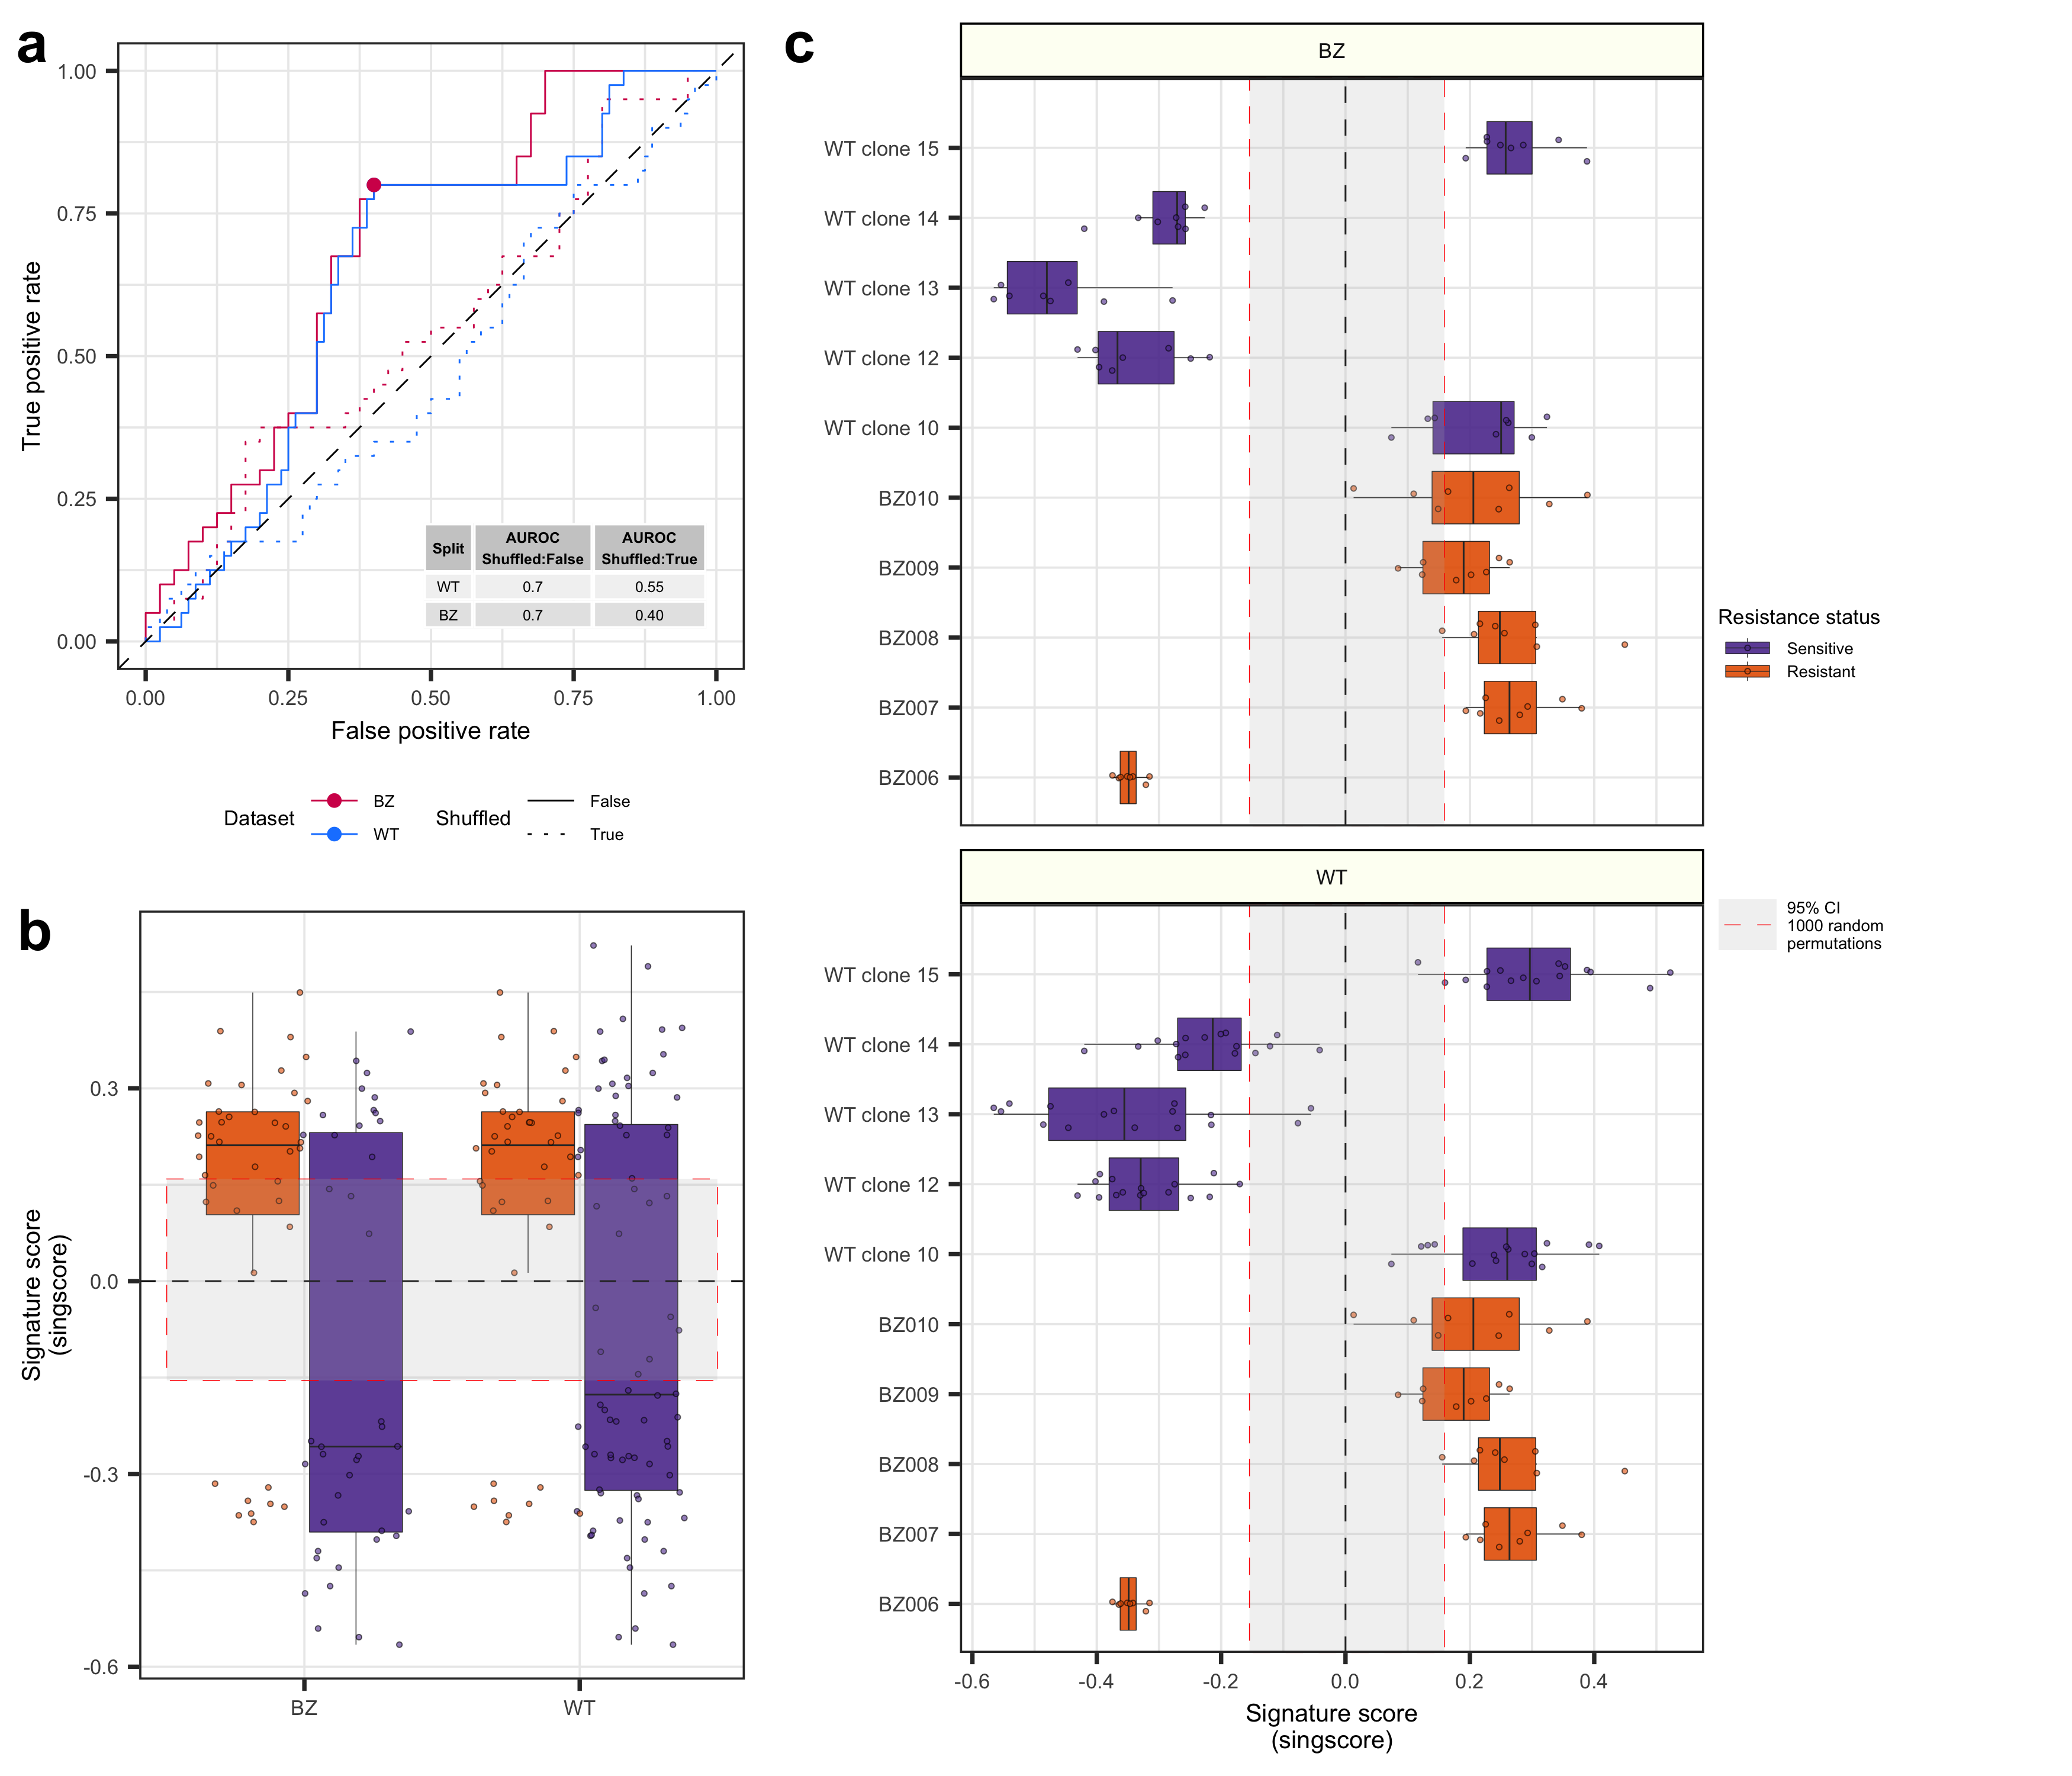 a
1.00
0.75
0.50
0.25
0.00
True positive rate
Split
AUROC
Shuffled:False
AUROC
Shuffled:True
WT
0.7
0.55
BZ
0.7
0.40
0.00
0.25
0.50
0.75
1.00
False positive rate
Dataset
BZ
WT
Shuffled
False
True
b
0.3
0.0
-0.3
-0.6
Signature score
(singscore)
BZ
WT
c
BZ
WT clone 15
WT clone 14
WT clone 13
WT clone 12
WT clone 10
BZ010
BZ009
BZ008
BZ007
BZ006
WT
WT clone 15
WT clone 14
WT clone 13
WT clone 12
WT clone 10
BZ010
BZ009
BZ008
BZ007
BZ006
-0.6
-0.4
-0.2
0.0
0.2
0.4
Signature score
(singscore)
Resistance status
Sensitive
Resistant
95% CI
1000 random
permutations